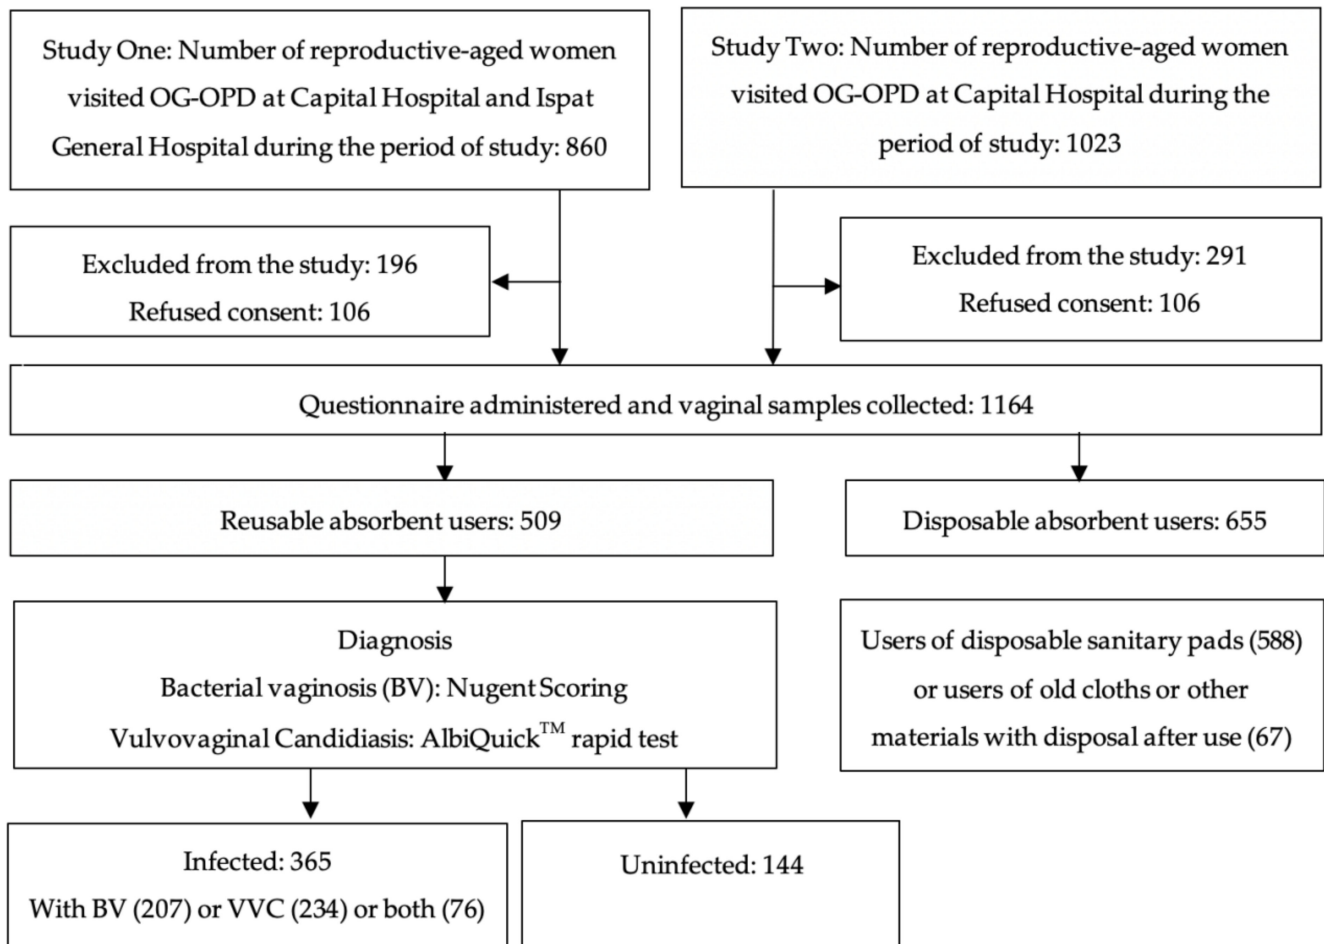 Study One: Number of reproductive-aged women
visited OG-OPD at Capital Hospital and Ispat
General Hospital during the period of study: 860
Study Two: Number of reproductive-aged women
visited OG-OPD at Capital Hospital during the
period of study: 1023
Excluded from the study: 196
Refused consent: 106
Excluded from the study: 291
Refused consent: 106
Questionnaire administered and vaginal samples collected: 1164
Reusable absorbent users: 509
Disposable absorbent users: 655
Diagnosis
Bacterial vaginosis (BV): Nugent Scoring
Vulvovaginal Candidiasis: AlbiQuick™ rapid test
Users of disposable sanitary pads (588)
or users of old cloths or other
materials with disposal after use (67)
Infected: 365
With BV (207) or VVC (234) or both (76)
Uninfected: 144